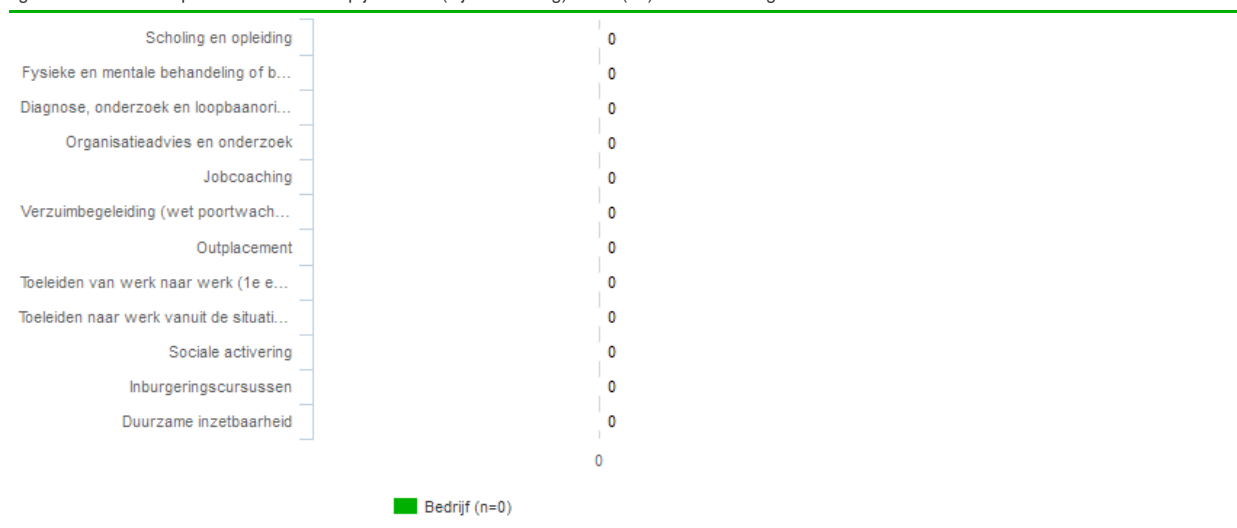 Scholing en opleiding 0
Fysieke en mentale behandeling of b... 0
Diagnose, onderzoek en loopbaanori... 0
Organisatieadvies en onderzoek 0
Jobcoaching 0
Verzuimbegeleiding (wet poortwach... 0
Outplacement 0
Toeleiden van werk naar werk (1e e... 0
Toeleiden naar werk vanuit de situati... 0
Sociale activering 0
Inburgeringscursussen 0
Duurzame inzetbaarheid 0
0
Bedrijf (n=0)